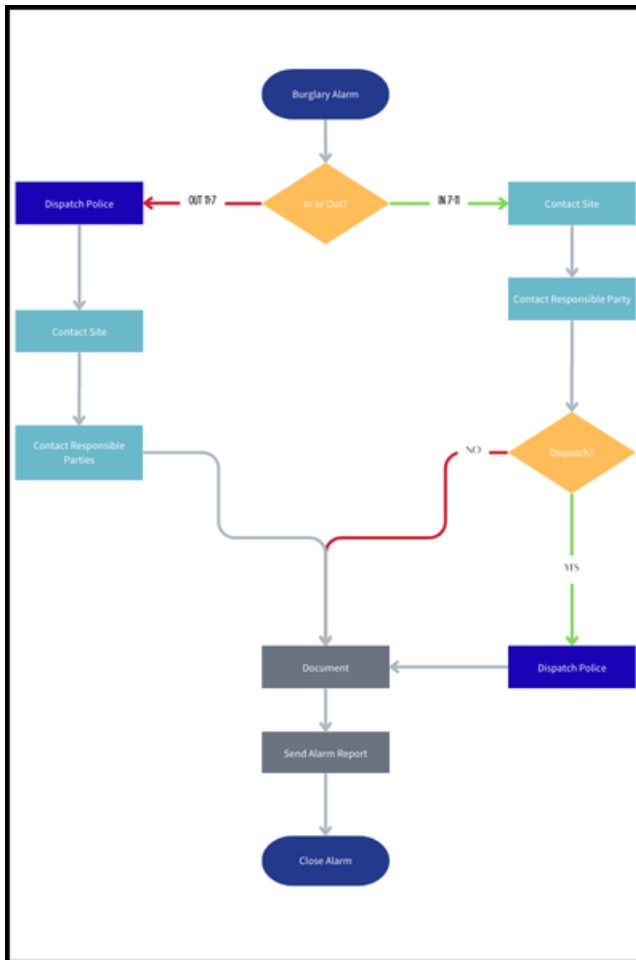 Burglary Alarm
Dispatch Police
OUT 11-7
In or Out?
IN 7-11
Contact Site
Contact Responsible Party
Contact Site
Contact Responsible
Parties
NO
Dispatch?
YES
Document
Dispatch Police
Send Alarm Report
Close Alarm